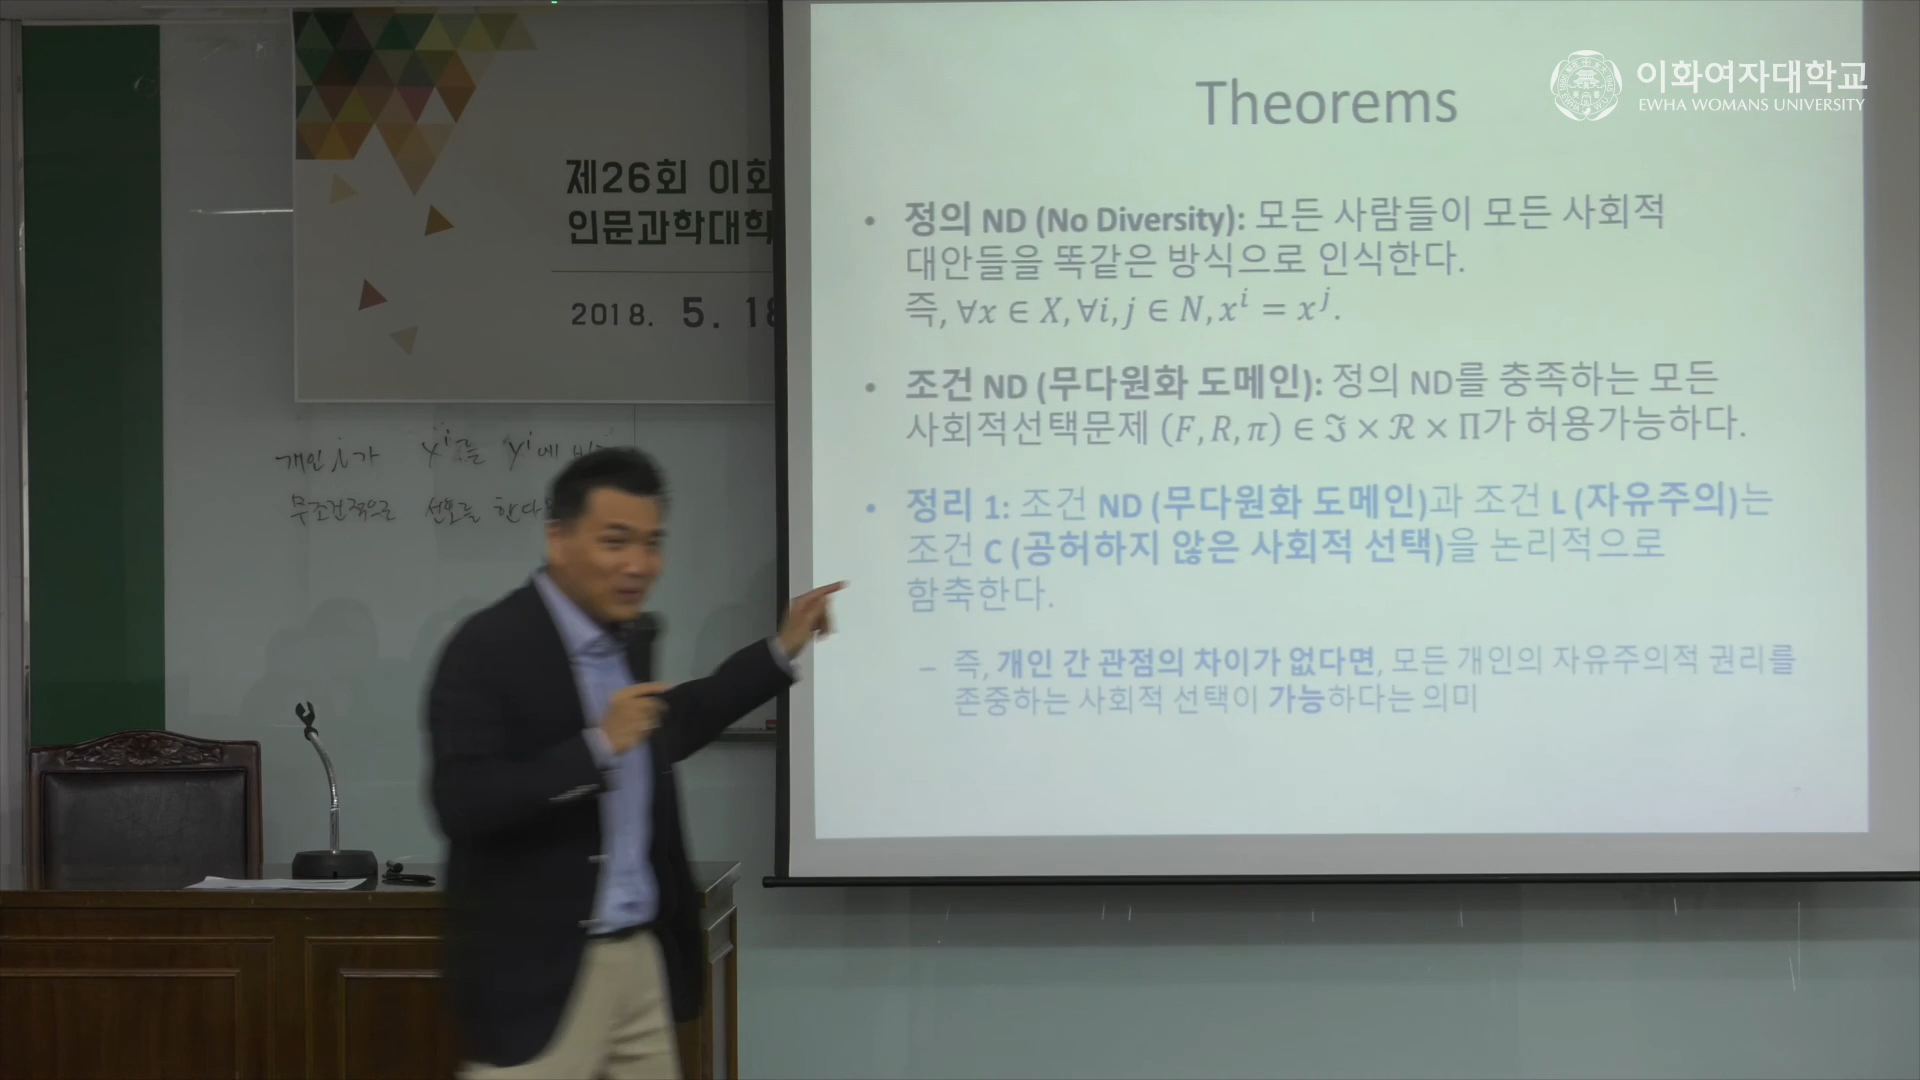 이화여자대학교
EWHA WOMANS UNIVERSITY
제26회 이화
인문과학대학
2018. 5. 18
개인 i가 x^i를 y^i에
무조건적으로 선호를 한다
Theorems
• 정의 ND (No Diversity): 모든 사람들이 모든 사회적
대안들을 똑같은 방식으로 인식한다.
즉, ∀x ∈ X, ∀i, j ∈ N, x^i = x^j.
• 조건 ND (무다원화 도메인): 정의 ND를 충족하는 모든
사회적선택문제 (F, R, π) ∈ ℑ × ℛ × Π가 허용가능하다.
• 정리 1: 조건 ND (무다원화 도메인)과 조건 L (자유주의)는
조건 C (공허하지 않은 사회적 선택)을 논리적으로
함축한다.
– 즉, 개인 간 관점의 차이가 없다면, 모든 개인의 자유주의적 권리를
존중하는 사회적 선택이 가능하다는 의미